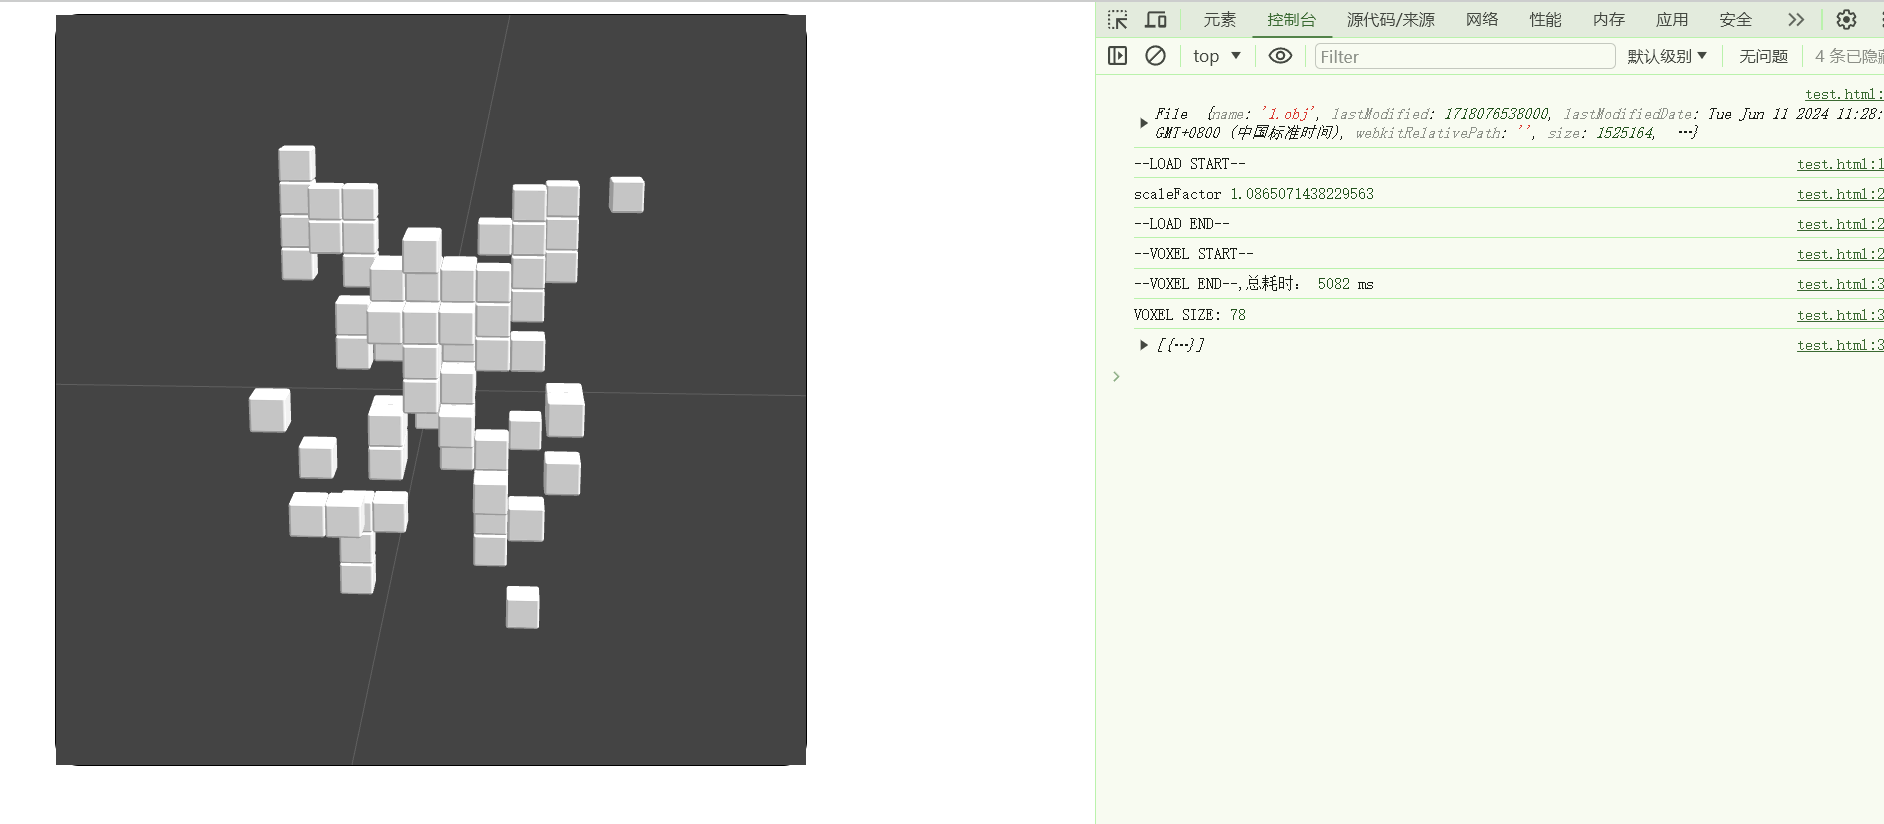 元素 控制台 源代码/来源 网络 性能 内存 应用 安全
top Filter 默认级别 无问题 4 条已隐藏
test.html:
File {name: '1.obj', lastModified: 1718076538000, lastModifiedDate: Tue Jun 11 2024 11:28:
GMT+0800 (中国标准时间), webkitRelativePath: '', size: 1525164, …}
--LOAD START-- test.html:1
scaleFactor 1.0865071438229563 test.html:2
--LOAD END-- test.html:2
--VOXEL START-- test.html:2
--VOXEL END--,总耗时： 5082 ms test.html:3
VOXEL SIZE: 78 test.html:3
[{…}] test.html:3